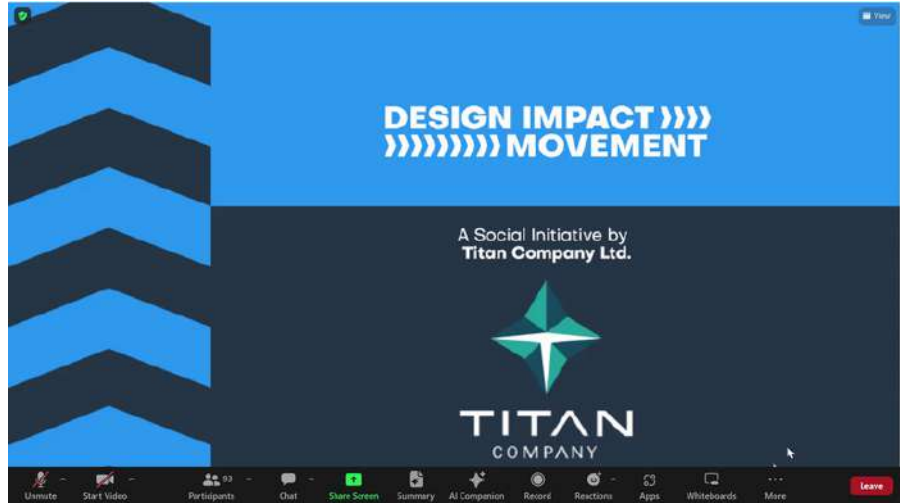 View
DESIGN IMPACT
MOVEMENT
A Social Initiative by
Titan Company Ltd.
TITAN
COMPANY
93
Unmute Start Video Participants Chat Share Screen Summary AI Companion Record Reactions Apps Whiteboards More Leave